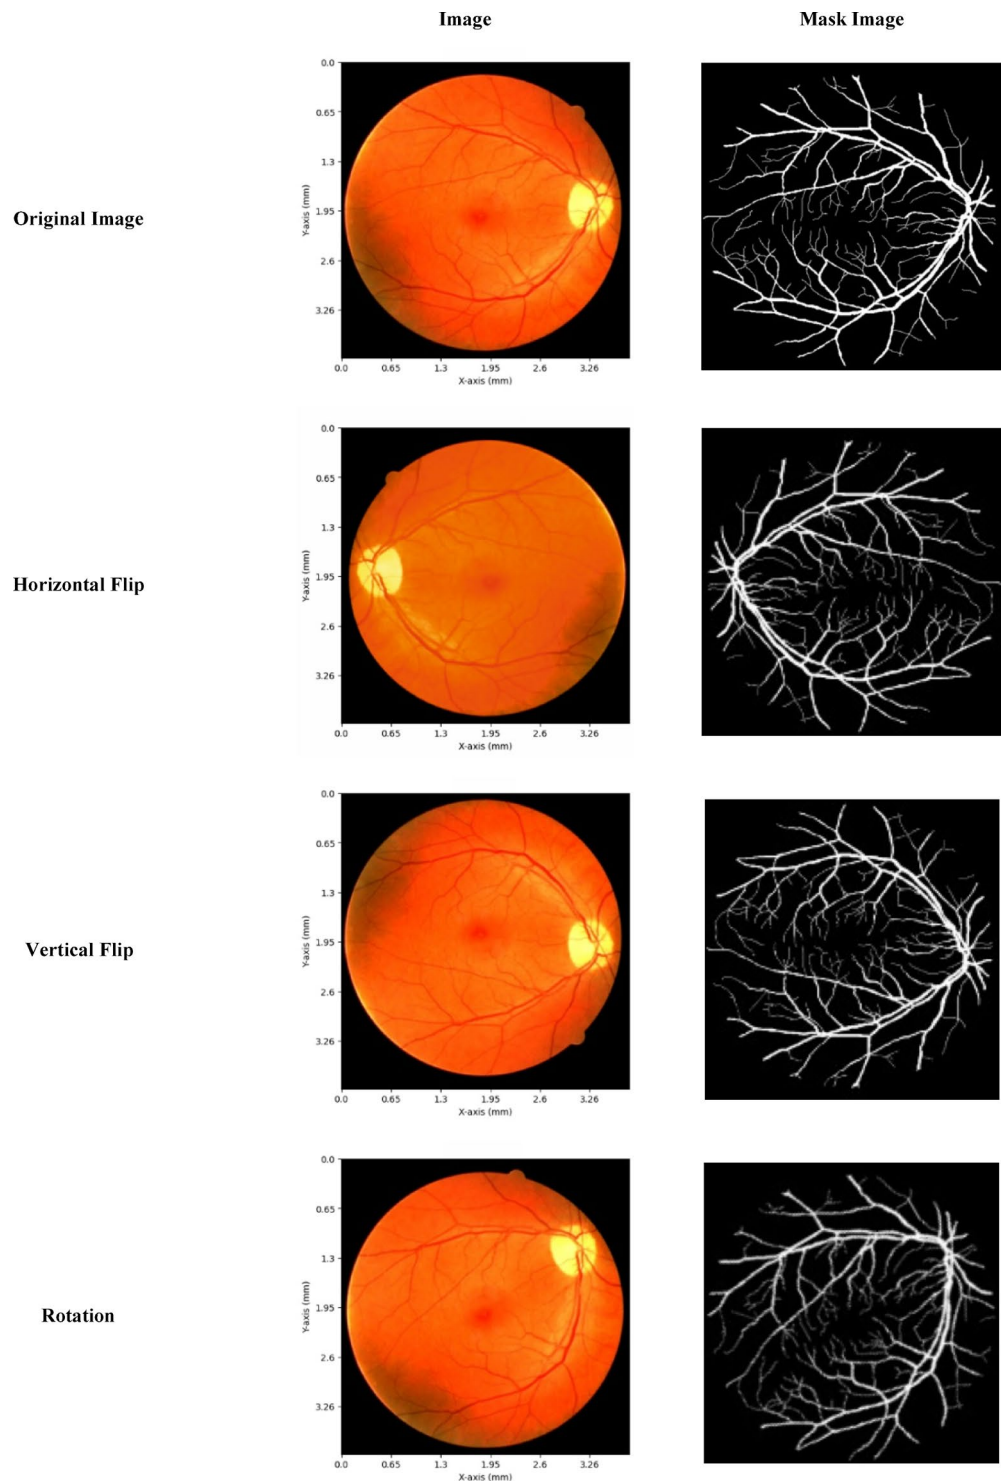 Image Mask Image
Original Image
0.0
0.65
1.3
1.95
2.6
3.26
Y-axis (mm)
0.0 0.65 1.3 1.95 2.6 3.26
X-axis (mm)
Horizontal Flip
0.0
0.65
1.3
1.95
2.6
3.26
Y-axis (mm)
0.0 0.65 1.3 1.95 2.6 3.26
X-axis (mm)
Vertical Flip
0.0
0.65
1.3
1.95
2.6
3.26
Y-axis (mm)
0.0 0.65 1.3 1.95 2.6 3.26
X-axis (mm)
Rotation
0.0
0.65
1.3
1.95
2.6
3.26
Y-axis (mm)
0.0 0.65 1.3 1.95 2.6 3.26
X-axis (mm)